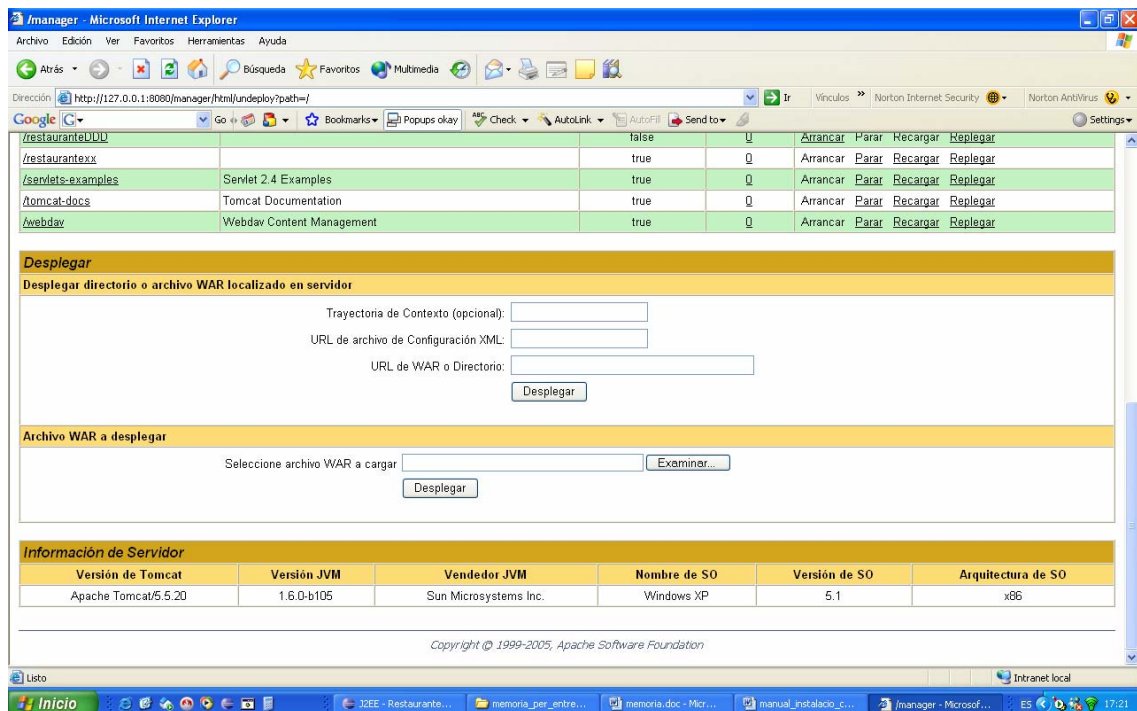 /manager - Microsoft Internet Explorer
Archivo Edición Ver Favoritos Herramientas Ayuda
Atrás Búsqueda Favoritos Multimedia
Dirección http://127.0.0.1:8080/manager/html/undeploy?path=/ Ir Vínculos » Norton Internet Security Norton AntiVirus
Google G Go Bookmarks Popups okay ABC Check AutoLink AutoFill Send to Settings
/restauranteDDD false 0 Arrancar Parar Recargar Replegar
/restaurantexx true 0 Arrancar Parar Recargar Replegar
/servlets-examples Servlet 2.4 Examples true 0 Arrancar Parar Recargar Replegar
/tomcat-docs Tomcat Documentation true 0 Arrancar Parar Recargar Replegar
/webdav Webdav Content Management true 0 Arrancar Parar Recargar Replegar
Desplegar
Desplegar directorio o archivo WAR localizado en servidor
Trayectoria de Contexto (opcional):
URL de archivo de Configuración XML:
URL de WAR o Directorio:
Desplegar
Archivo WAR a desplegar
Seleccione archivo WAR a cargar Examinar...
Desplegar
Información de Servidor
Versión de Tomcat Versión JVM Vendedor JVM Nombre de SO Versión de SO Arquitectura de SO
Apache Tomcat/5.5.20 1.6.0-b105 Sun Microsystems Inc. Windows XP 5.1 x86
Copyright © 1999-2005, Apache Software Foundation
Listo Intranet local
Inicio J2EE - Restaurante... memoria_per_entre... memoria.doc - Micr... manual_instalacio_c... /manager - Microsof... ES 17:21